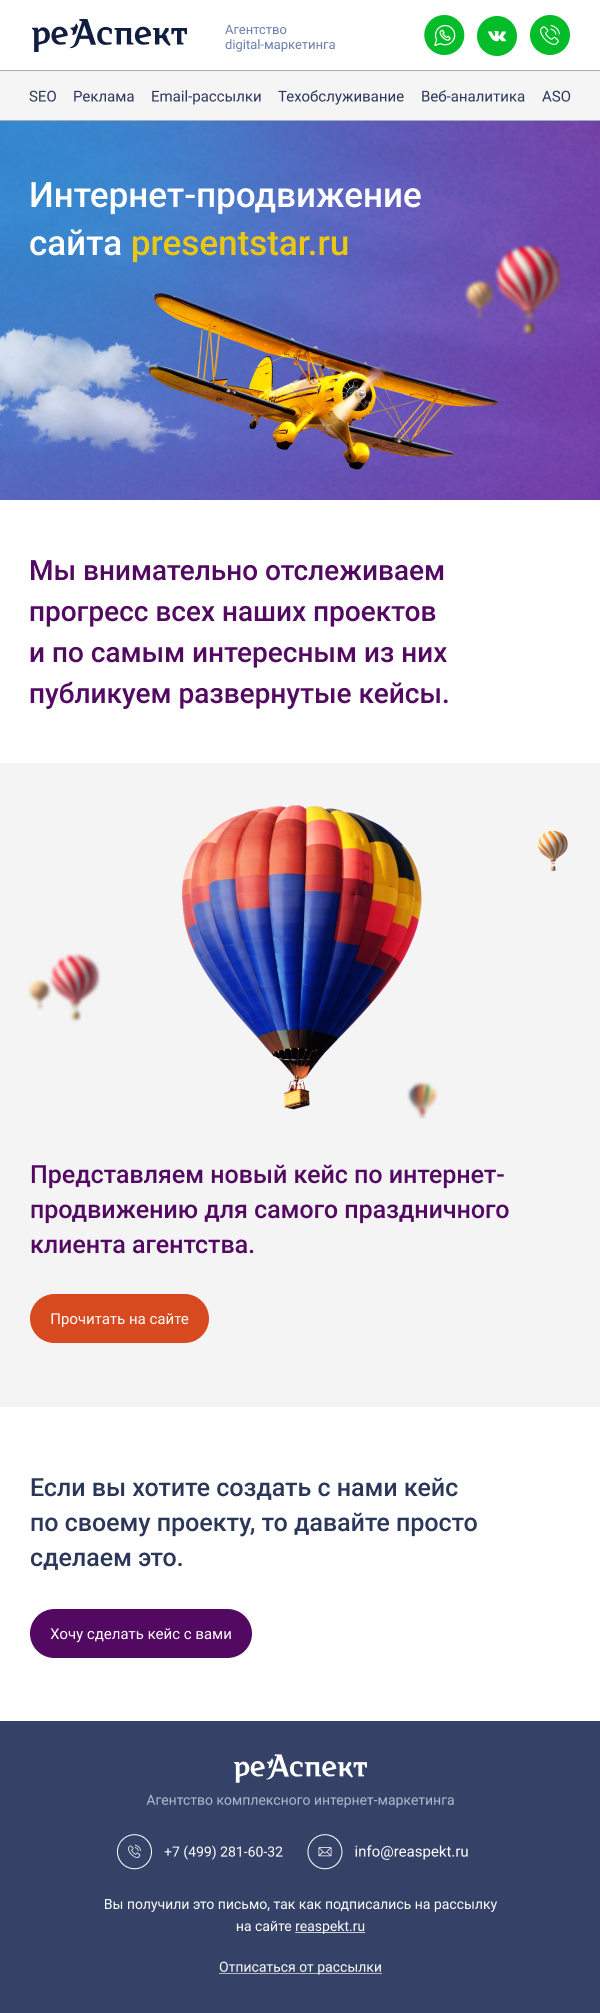 реАспект
Агентство
digital-маркетинга
SEO Реклама Email-рассылки Техобслуживание Веб-аналитика ASO
Интернет-продвижение
сайта presentstar.ru
Мы внимательно отслеживаем
прогресс всех наших проектов
и по самым интересным из них
публикуем развернутые кейсы.
Представляем новый кейс по интернет-
продвижению для самого праздничного
клиента агентства.
Прочитать на сайте
Если вы хотите создать с нами кейс
по своему проекту, то давайте просто
сделаем это.
Хочу сделать кейс с вами
реАспект
Агентство комплексного интернет-маркетинга
+7 (499) 281-60-32 info@reaspekt.ru
Вы получили это письмо, так как подписались на рассылку
на сайте reaspekt.ru
Отписаться от рассылки